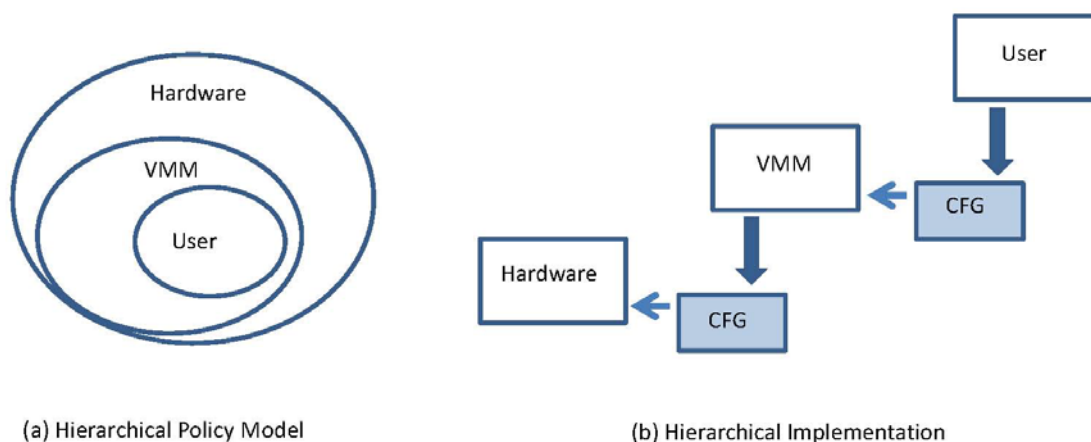 Hardware
VMM
User
(a) Hierarchical Policy Model
User
VMM
CFG
Hardware
CFG
(b) Hierarchical Implementation